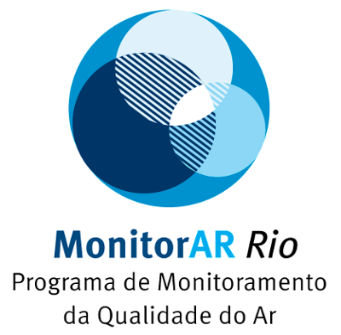 MonitorAR Rio
Programa de Monitoramento
da Qualidade do Ar